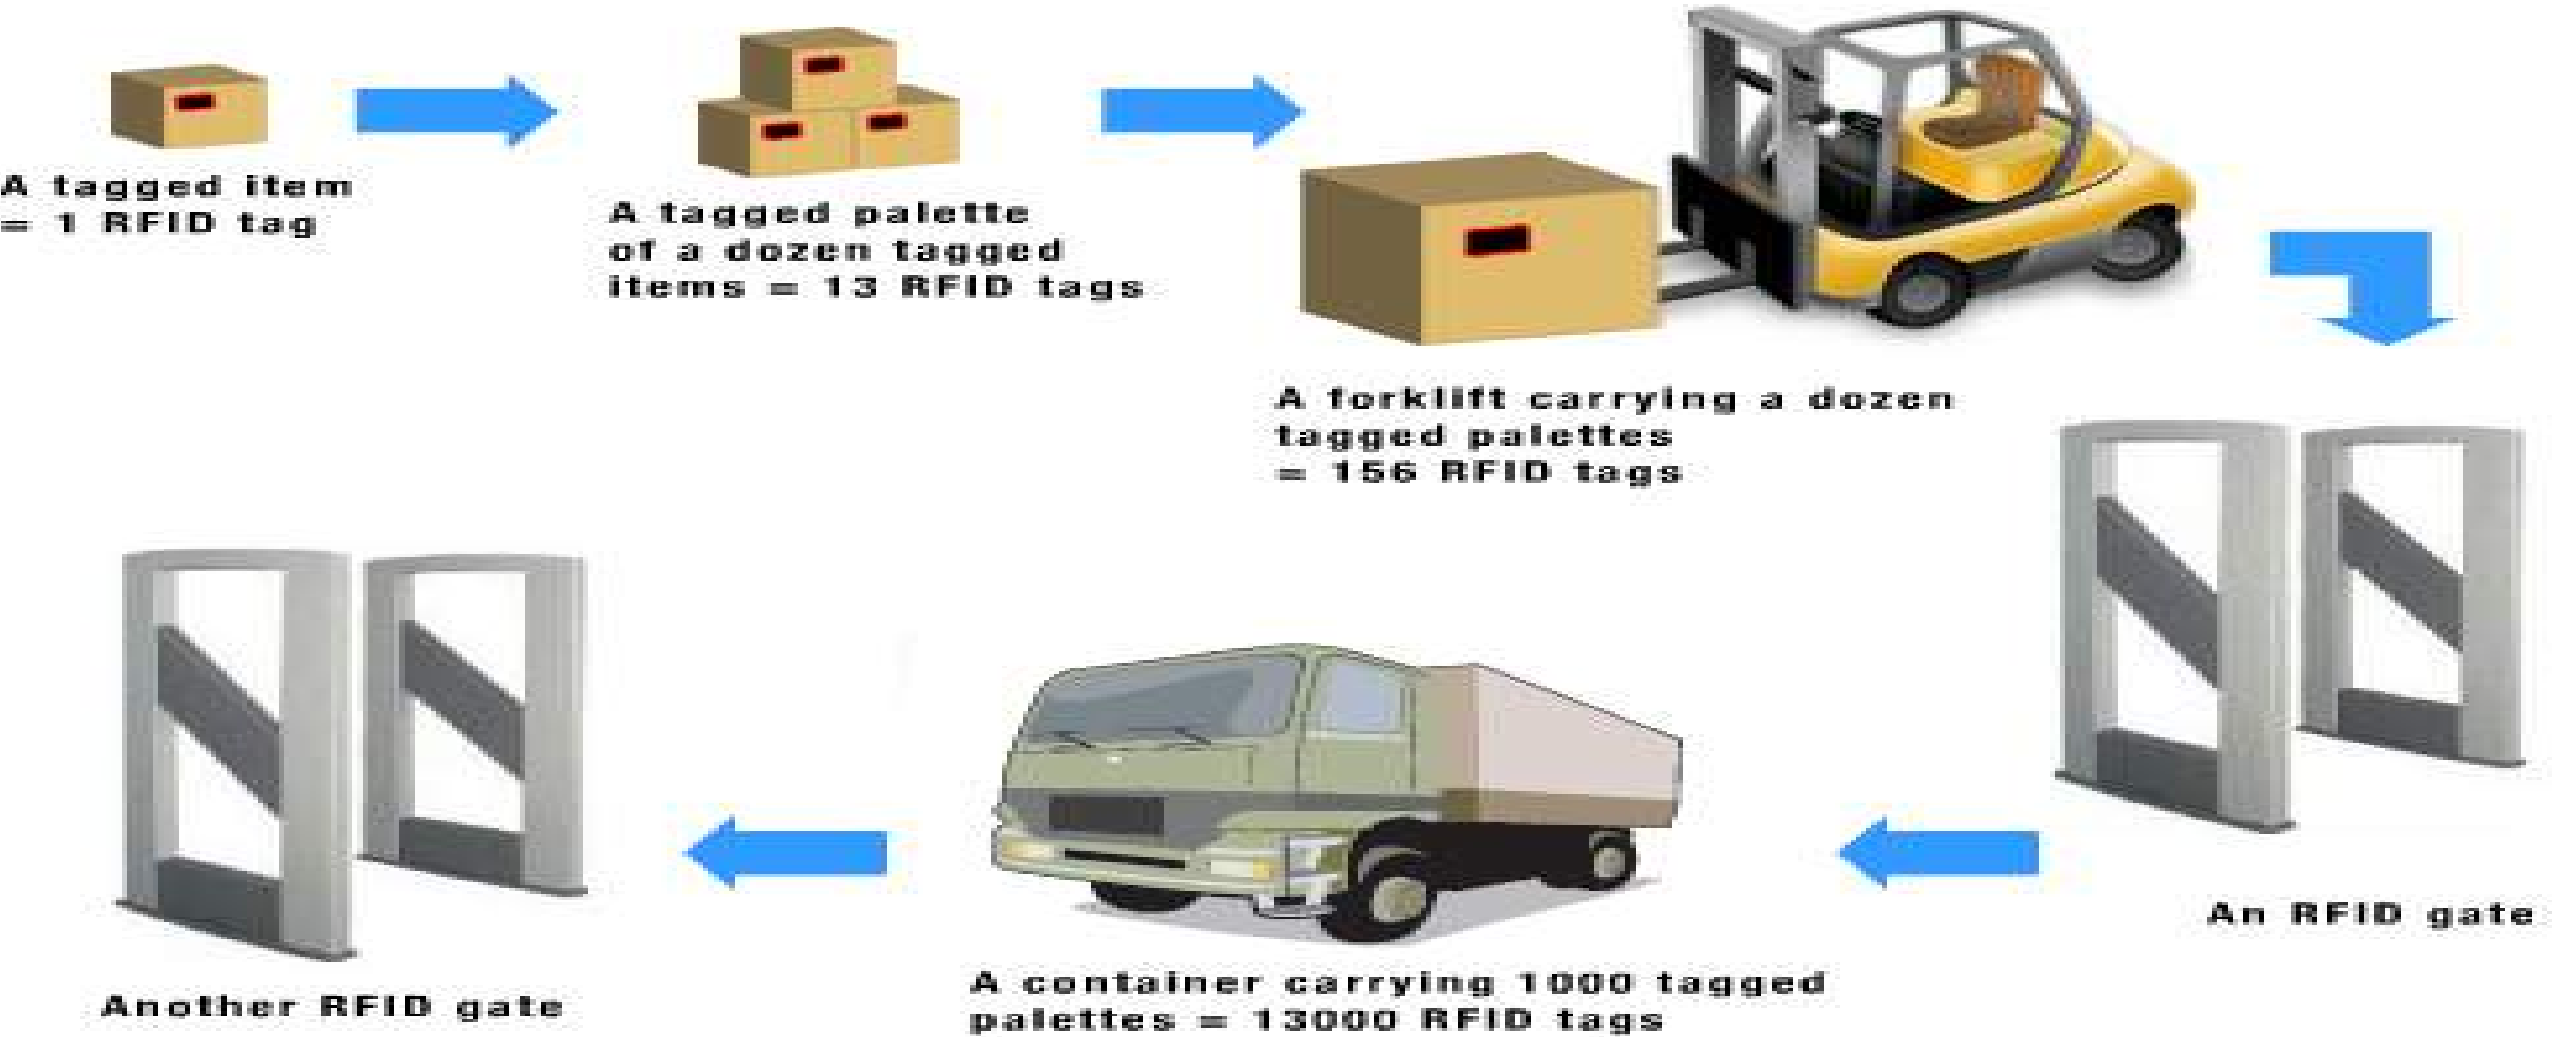 A tagged item
= 1 RFID tag
A tagged palette
of a dozen tagged
items = 13 RFID tags
A forklift carrying a dozen
tagged palettes
= 156 RFID tags
An RFID gate
A container carrying 1000 tagged
palettes = 13000 RFID tags
Another RFID gate